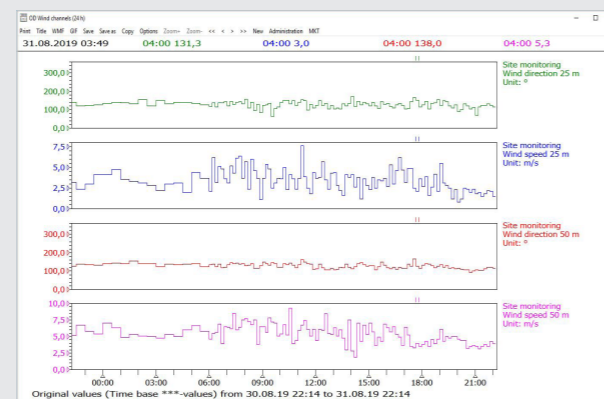 OD Wind channels (24 h)
Print Title WMF GIF Save Save as Copy Options Zoom+ Zoom- << < > >> New Administration MKT
31.08.2019 03:49 04:00 131,3 04:00 3,0 04:00 138,0 04:00 5,3
Site monitoring
Wind direction 25 m
Unit: °
300,0
200,0
100,0
0,0
Site monitoring
Wind speed 25 m
Unit: m/s
7,5
5,0
2,5
0,0
Site monitoring
Wind direction 50 m
Unit: °
300,0
200,0
100,0
0,0
Site monitoring
Wind speed 50 m
Unit: m/s
10,0
7,5
5,0
2,5
0,0
00:00 03:00 06:00 09:00 12:00 15:00 18:00 21:00
Original values (Time base ***-values) from 30.08.19 22:14 to 31.08.19 22:14